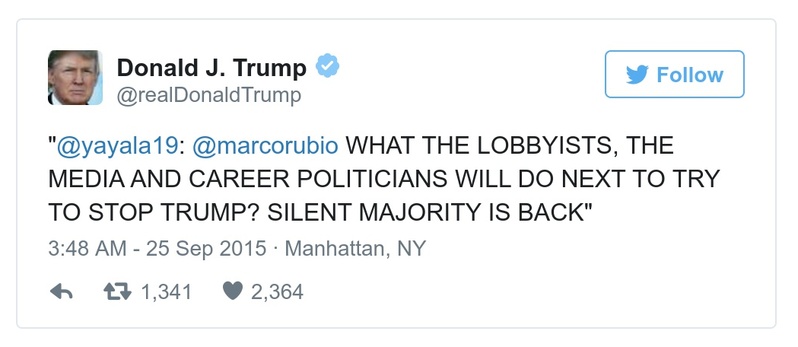 Donald J. Trump
@realDonaldTrump
Follow
"@yayala19: @marcorubio WHAT THE LOBBYISTS, THE
MEDIA AND CAREER POLITICIANS WILL DO NEXT TO TRY
TO STOP TRUMP? SILENT MAJORITY IS BACK"
3:48 AM - 25 Sep 2015 · Manhattan, NY
1,341 2,364